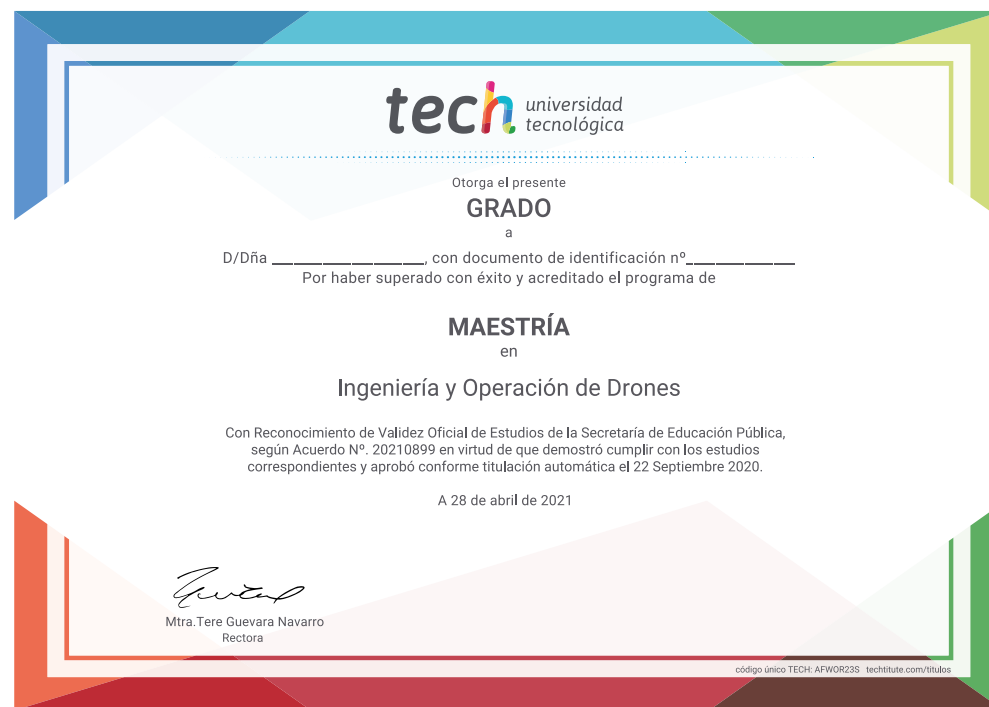 tech universidad
tecnológica
Otorga el presente
GRADO
a
D/Dña ___________________, con documento de identificación nº_____________
Por haber superado con éxito y acreditado el programa de
MAESTRÍA
en
Ingeniería y Operación de Drones
Con Reconocimiento de Validez Oficial de Estudios de la Secretaría de Educación Pública,
según Acuerdo Nº. 20210899 en virtud de que demostró cumplir con los estudios
correspondientes y aprobó conforme titulación automática el 22 Septiembre 2020.
A 28 de abril de 2021
Mtra.Tere Guevara Navarro
Rectora
código único TECH: AFWOR23S techtitute.com/titulos